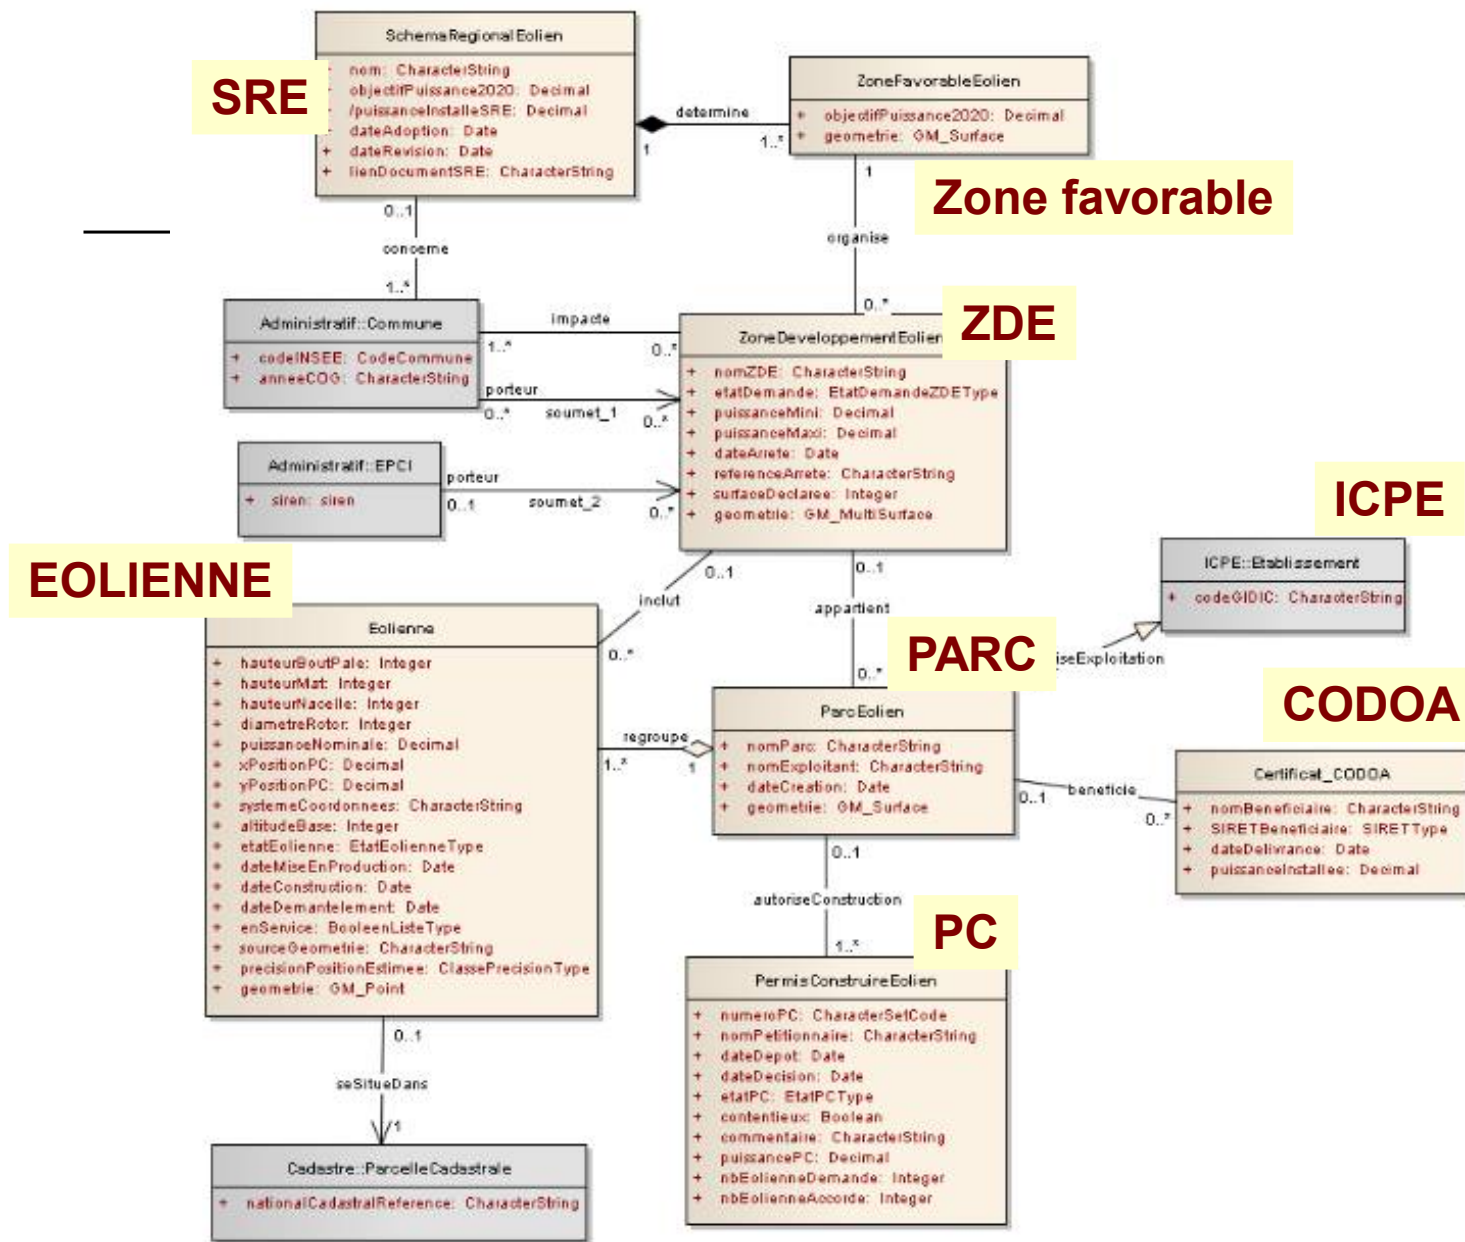 SchemaRegionalEolien
+ nom: CharacterString
+ objectifPuissance2020: Decimal
/puissanceInstalleSRE: Decimal
+ dateAdoption: Date
+ dateRevision: Date
+ lienDocumentSRE: CharacterString
SRE
determine
1
1..*
ZoneFavorableEolien
+ objectifPuissance2020: Decimal
+ geometrie: GM_Surface
Zone favorable
1
organise
0..*
0..1
concerne
1..*
Administratif::Commune
+ codeINSEE: CodeCommune
+ anneeCOG: CharacterString
impacte
1..*
0..*
porteur
0..*
soumet_1
0..*
ZDE
ZoneDeveloppementEolien
+ nomZDE: CharacterString
+ etatDemande: EtatDemandeZDEType
+ puissanceMini: Decimal
+ puissanceMaxi: Decimal
+ dateArrete: Date
+ referenceArrete: CharacterString
+ surfaceDeclaree: Integer
+ geometrie: GM_MultiSurface
Administratif::EPCI
+ siren: siren
porteur
0..1
soumet_2
0..*
ICPE
ICPE::Etablissement
+ codeGIDIC: CharacterString
EOLIENNE
0..1
inclut
0..*
0..1
appartient
0..*
PARC
iseExploitation
Eolienne
+ hauteurBoutPale: Integer
+ hauteurMat: Integer
+ hauteurNacelle: Integer
+ diametreRotor: Integer
+ puissanceNominale: Decimal
+ xPositionPC: Decimal
+ yPositionPC: Decimal
+ systemeCoordonnees: CharacterString
+ altitudeBase: Integer
+ etatEolienne: EtatEolienneType
+ dateMiseEnProduction: Date
+ dateConstruction: Date
+ dateDemantelement: Date
+ enService: BooleenListeType
+ sourceGeometrie: CharacterString
+ precisionPositionEstimee: ClassePrecisionType
+ geometrie: GM_Point
regroupe
1..*
1
ParcEolien
+ nomParc: CharacterString
+ nomExploitant: CharacterString
+ dateCreation: Date
+ geometrie: GM_Surface
CODOA
0..1
beneficie
0..*
Certificat_CODOA
+ nomBeneficiaire: CharacterString
+ SIRETBeneficiaire: SIRETType
+ dateDelivrance: Date
+ puissanceInstallee: Decimal
0..1
autoriseConstruction
1..*
PC
PermisConstruireEolien
+ numeroPC: CharacterSetCode
+ nomPetitionnaire: CharacterString
+ dateDepot: Date
+ dateDecision: Date
+ etatPC: EtatPCType
+ contentieux: Boolean
+ commentaire: CharacterString
+ puissancePC: Decimal
+ nbEolienneDemande: Integer
+ nbEolienneAccorde: Integer
0..1
seSitueDans
1
Cadastre::ParcelleCadastrale
+ nationalCadastralReference: CharacterString